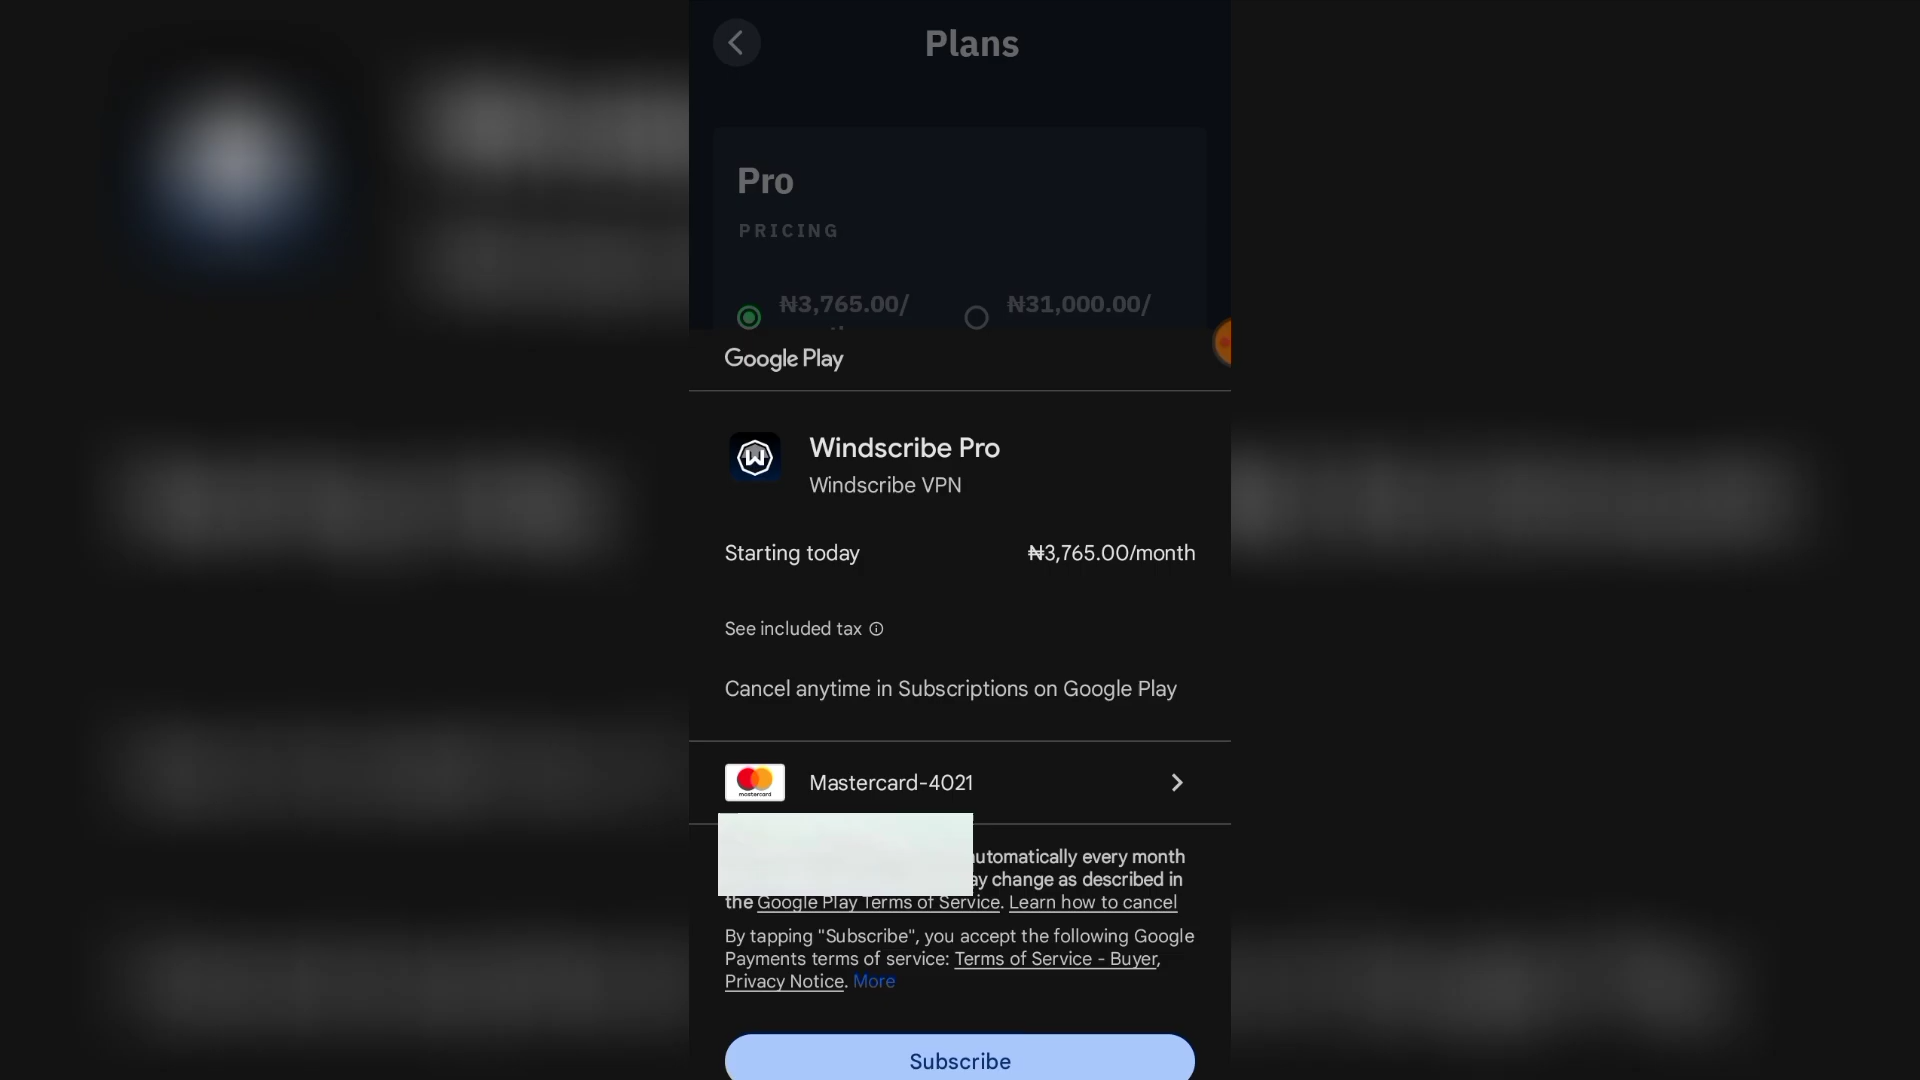 Plans
Pro
PRICING
₦3,765.00/
₦31,000.00/
Google Play
Windscribe Pro
Windscribe VPN
Starting today
₦3,765.00/month
See included tax
Cancel anytime in Subscriptions on Google Play
mastercard
Mastercard-4021
automatically every month
change as described in
the Google Play Terms of Service. Learn how to cancel
By tapping "Subscribe", you accept the following Google
Payments terms of service: Terms of Service - Buyer,
Privacy Notice. More
Subscribe